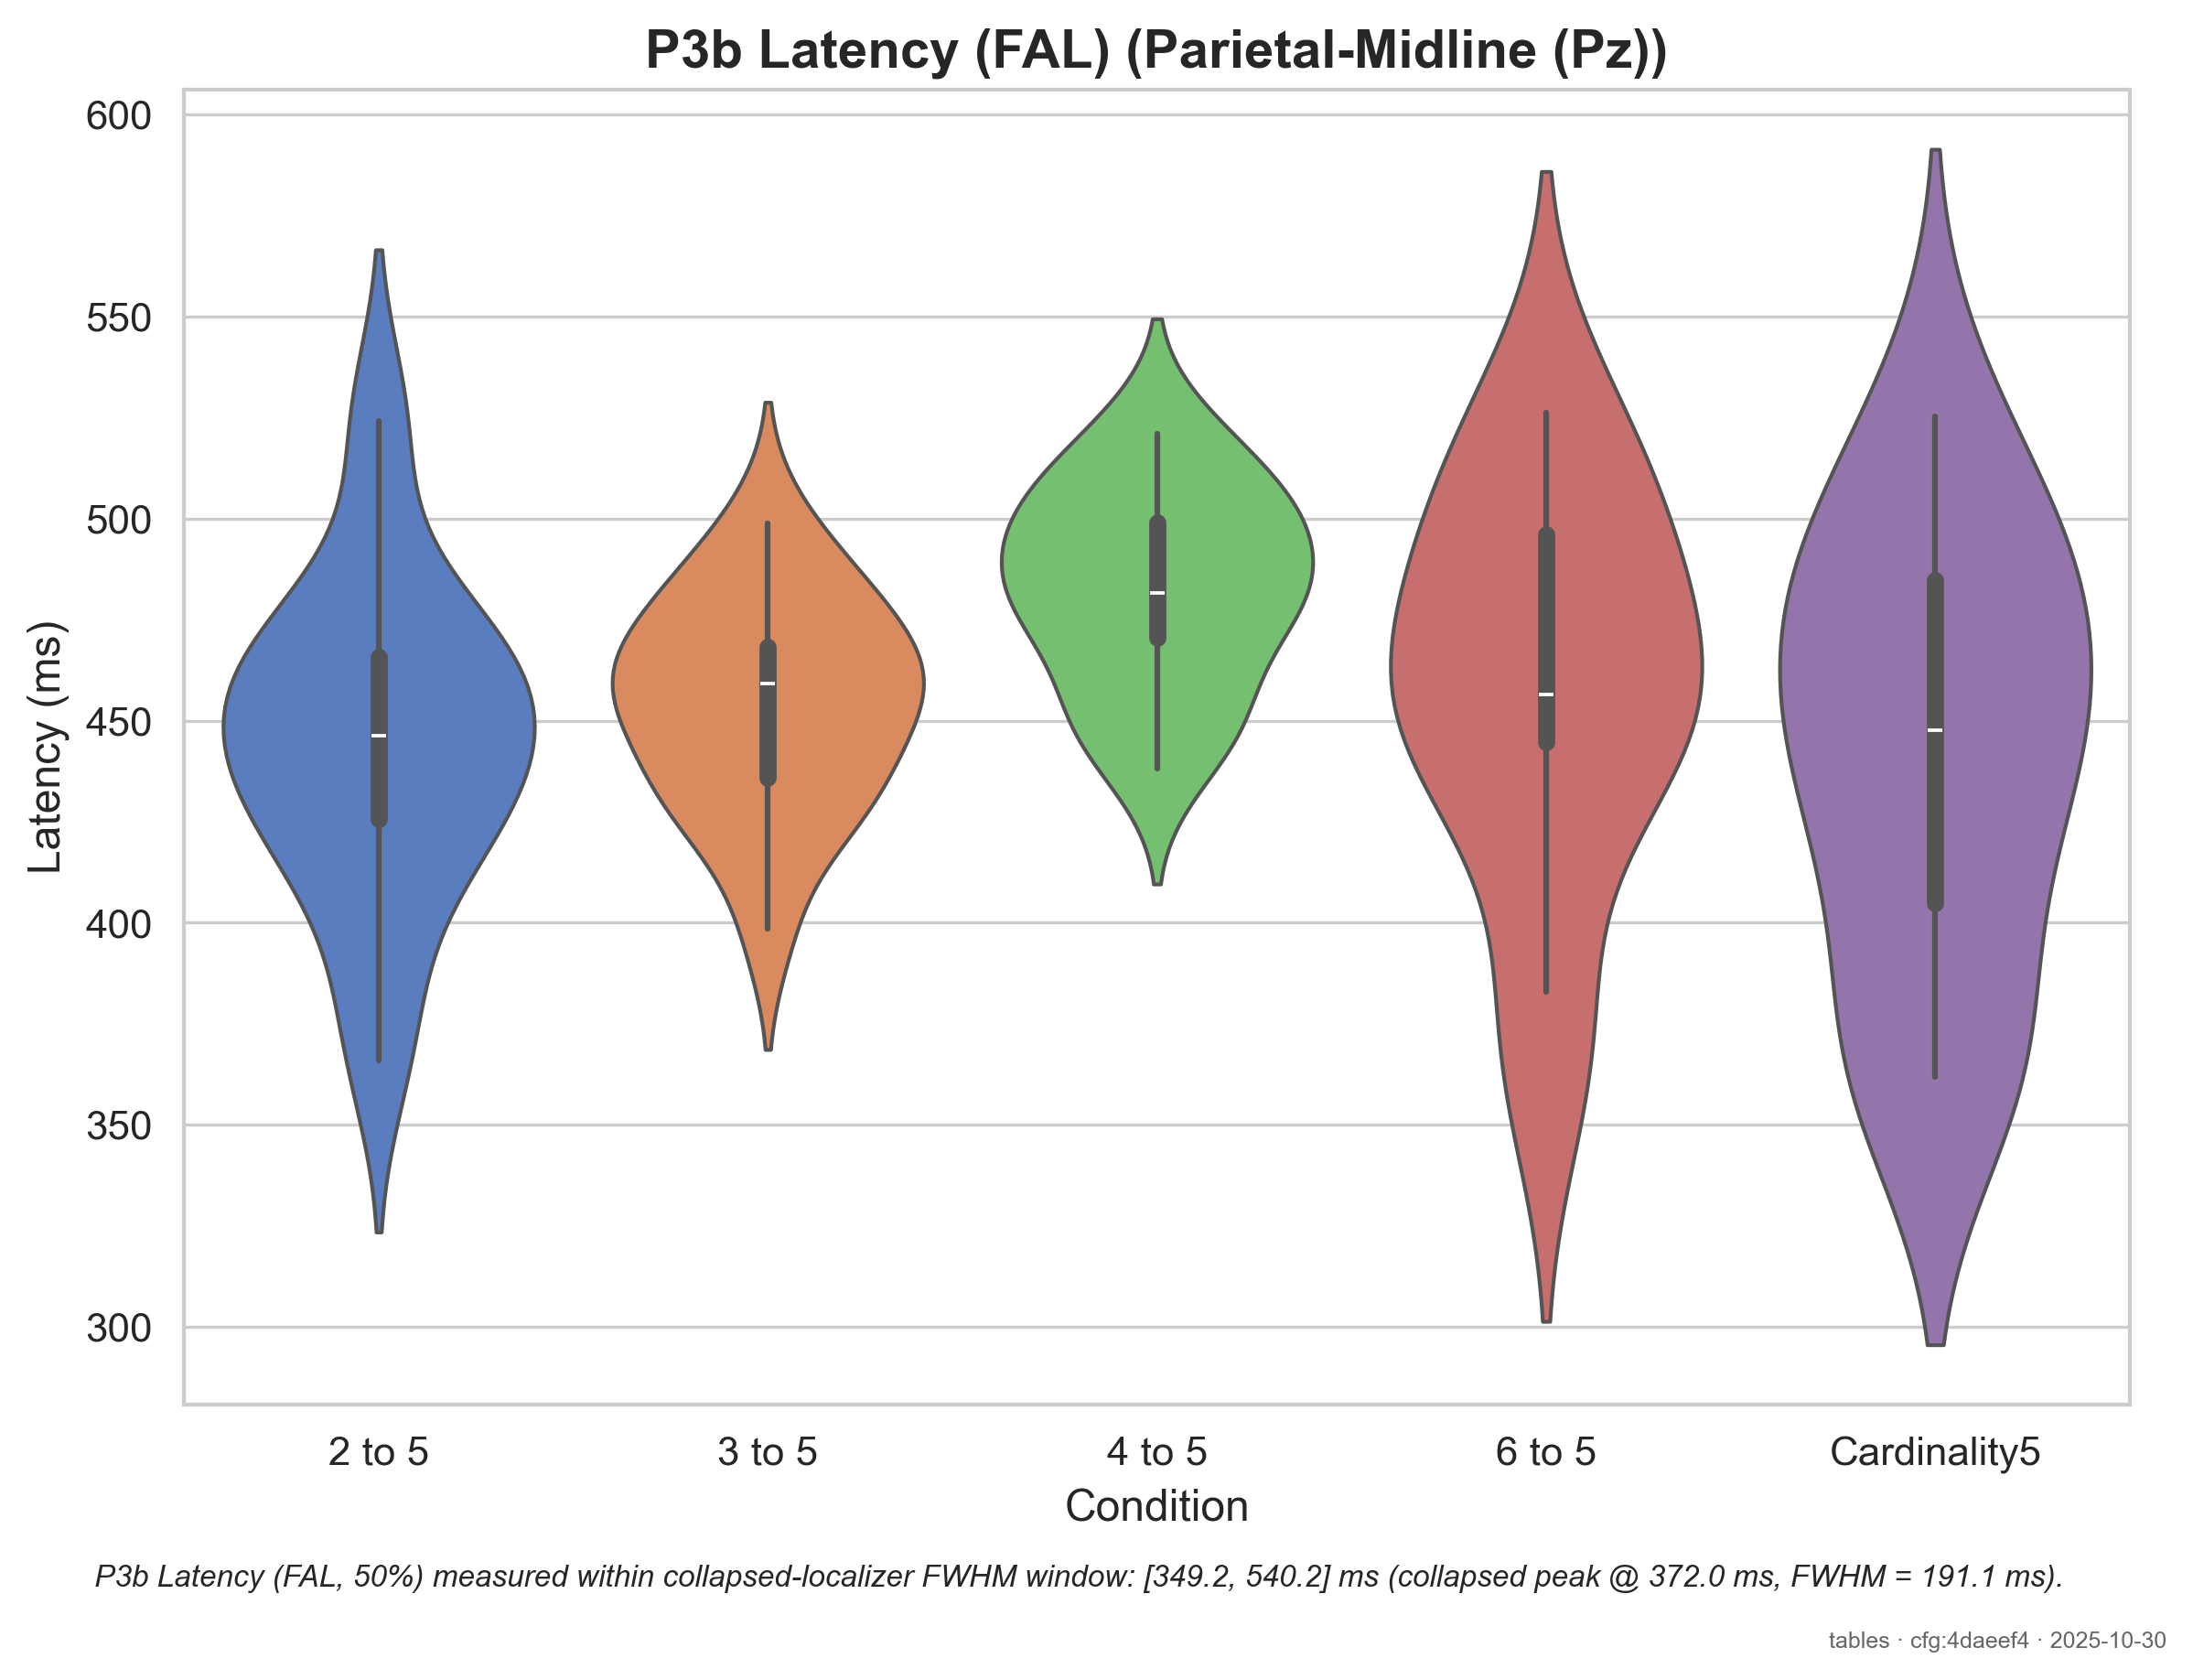 P3b Latency (FAL) (Parietal-Midline (Pz))
600
550
500
450
400
350
300
Latency (ms)
2 to 5
3 to 5
4 to 5
6 to 5
Cardinality5
Condition
P3b Latency (FAL, 50%) measured within collapsed-localizer FWHM window: [349.2, 540.2] ms (collapsed peak @ 372.0 ms, FWHM = 191.1 ms).
tables · cfg:4daeef4 · 2025-10-30